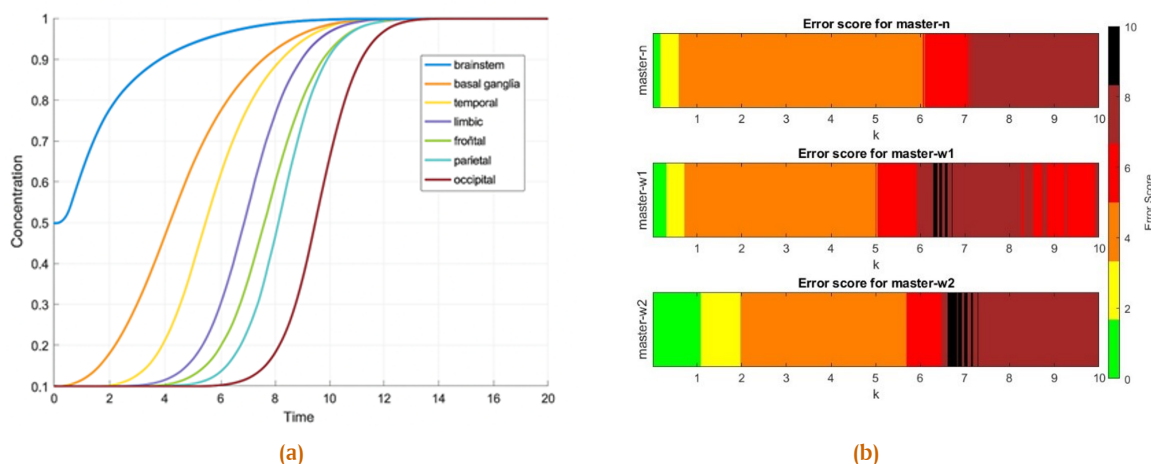 1
0.9
0.8
0.7
0.6
0.5
0.4
0.3
0.2
0.1
Concentration
0 2 4 6 8 10 12 14 16 18 20
Time
brainstem
basal ganglia
temporal
limbic
froñtal
parietal
occipital
(a)
Error score for master-n
master-n
1 2 3 4 5 6 7 8 9 10
k
Error score for master-w1
master-w1
1 2 3 4 5 6 7 8 9 10
k
Error score for master-w2
master-w2
1 2 3 4 5 6 7 8 9 10
k
10
8
6
4
2
0
Error Score
(b)